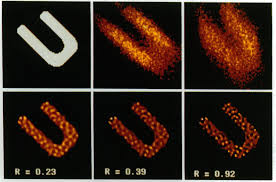 R = 0.23
R = 0.39
R = 0.92